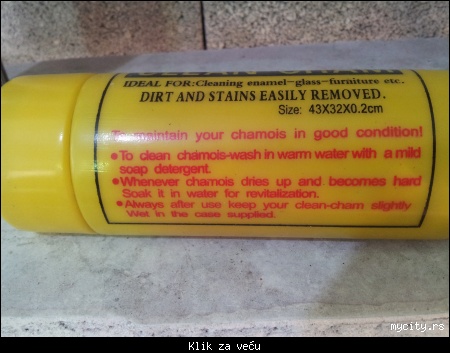 IDEAL FOR:Cleaning enamel-glass-furniture etc.
DIRT AND STAINS EASILY REMOVED.
Size: 43X32X0.2cm
To maintain your chamois in good condition!
•To clean chamois-wash in warm water with a mild
soap detergent.
•Whenever chamois dries up and becomes hard
Soak it in water for revitalization.
•Always after use keep your clean-cham slightly
Wet in the case supplied.
mycity.rs
Klik za veću